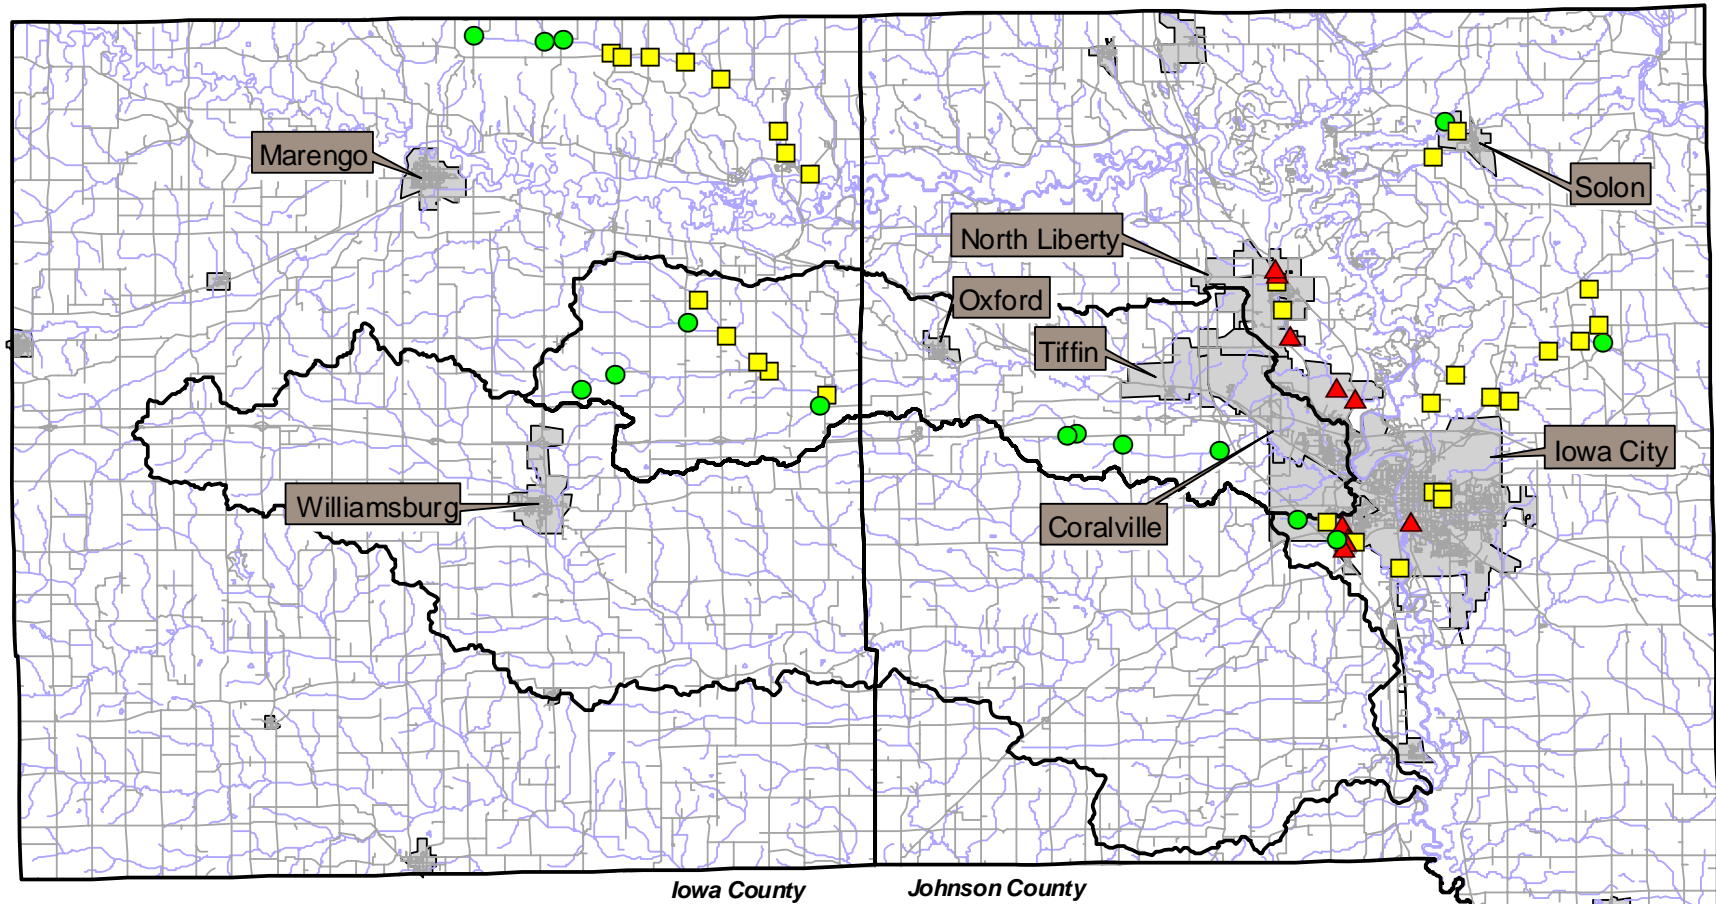 Marengo
Solon
North Liberty
Oxford
Tiffin
Iowa City
Williamsburg
Coralville
Iowa County
Johnson County